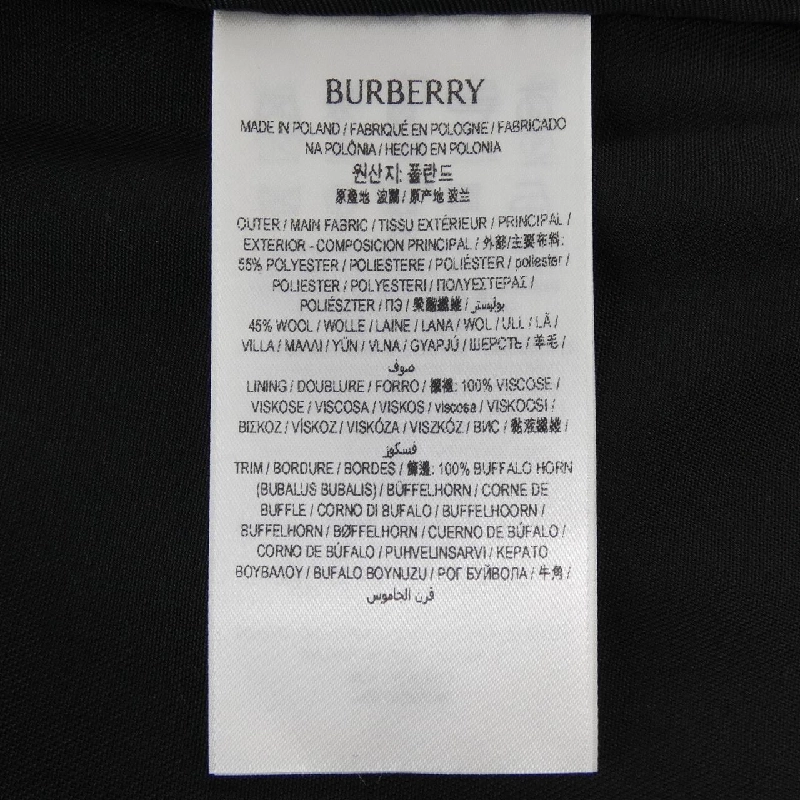 BURBERRY
MADE IN POLAND / FABRIQUÉ EN POLOGNE / FABRICADO
NA POLÔNIA / HECHO EN POLONIA
원산지: 폴란드
原產地 波蘭 / 原产地 波兰
OUTER / MAIN FABRIC / TISSU EXTÉRIEUR / PRINCIPAL /
EXTERIOR - COMPOSICION PRINCIPAL / 外部/主要布料:
55% POLYESTER / POLIESTERE / POLIÉSTER / poliester /
POLIESTER / POLYESTERI / ΠΟΛΥΕΣΤΕΡΑΣ /
POLIÉSZTER / ПЭ / 聚酯纖維 / بوليستر /
45% WOOL / WOLLE / LAINE / LANA / WOL / ULL / LÃ /
VILLA / ΜΑΛΛΙ / YÜN / VLNA / GYAPJÚ / ШЕРСТЬ / 羊毛 /
صوف
LINING / DOUBLURE / FORRO / 襯裡: 100% VISCOSE /
VISKOSE / VISCOSA / VISKOS / viscosa / VISKOOSI /
ΒΙΣΚΟΖ / VİSKOZ / VISKÓZA / VISZKÓZ / ВИС / 黏液纖維 /
فسكوز
TRIM / BORDURE / BORDES / 飾邊: 100% BUFFALO HORN
(BUBALUS BUBALIS) / BÜFFELHORN / CORNE DE
BUFFLE / CORNO DI BUFALO / BUFFELHOORN /
BUFFELHORN / BØFFELHORN / CUERNO DE BÚFALO /
CORNO DE BÚFALO / PUHVELINSARVI / ΚΕΡΑΤΟ
ΒΟΥΒΑΛΟΥ / BUFALO BOYNUZU / РОГ БУЙВОЛА / 牛角 /
قرن الجاموس